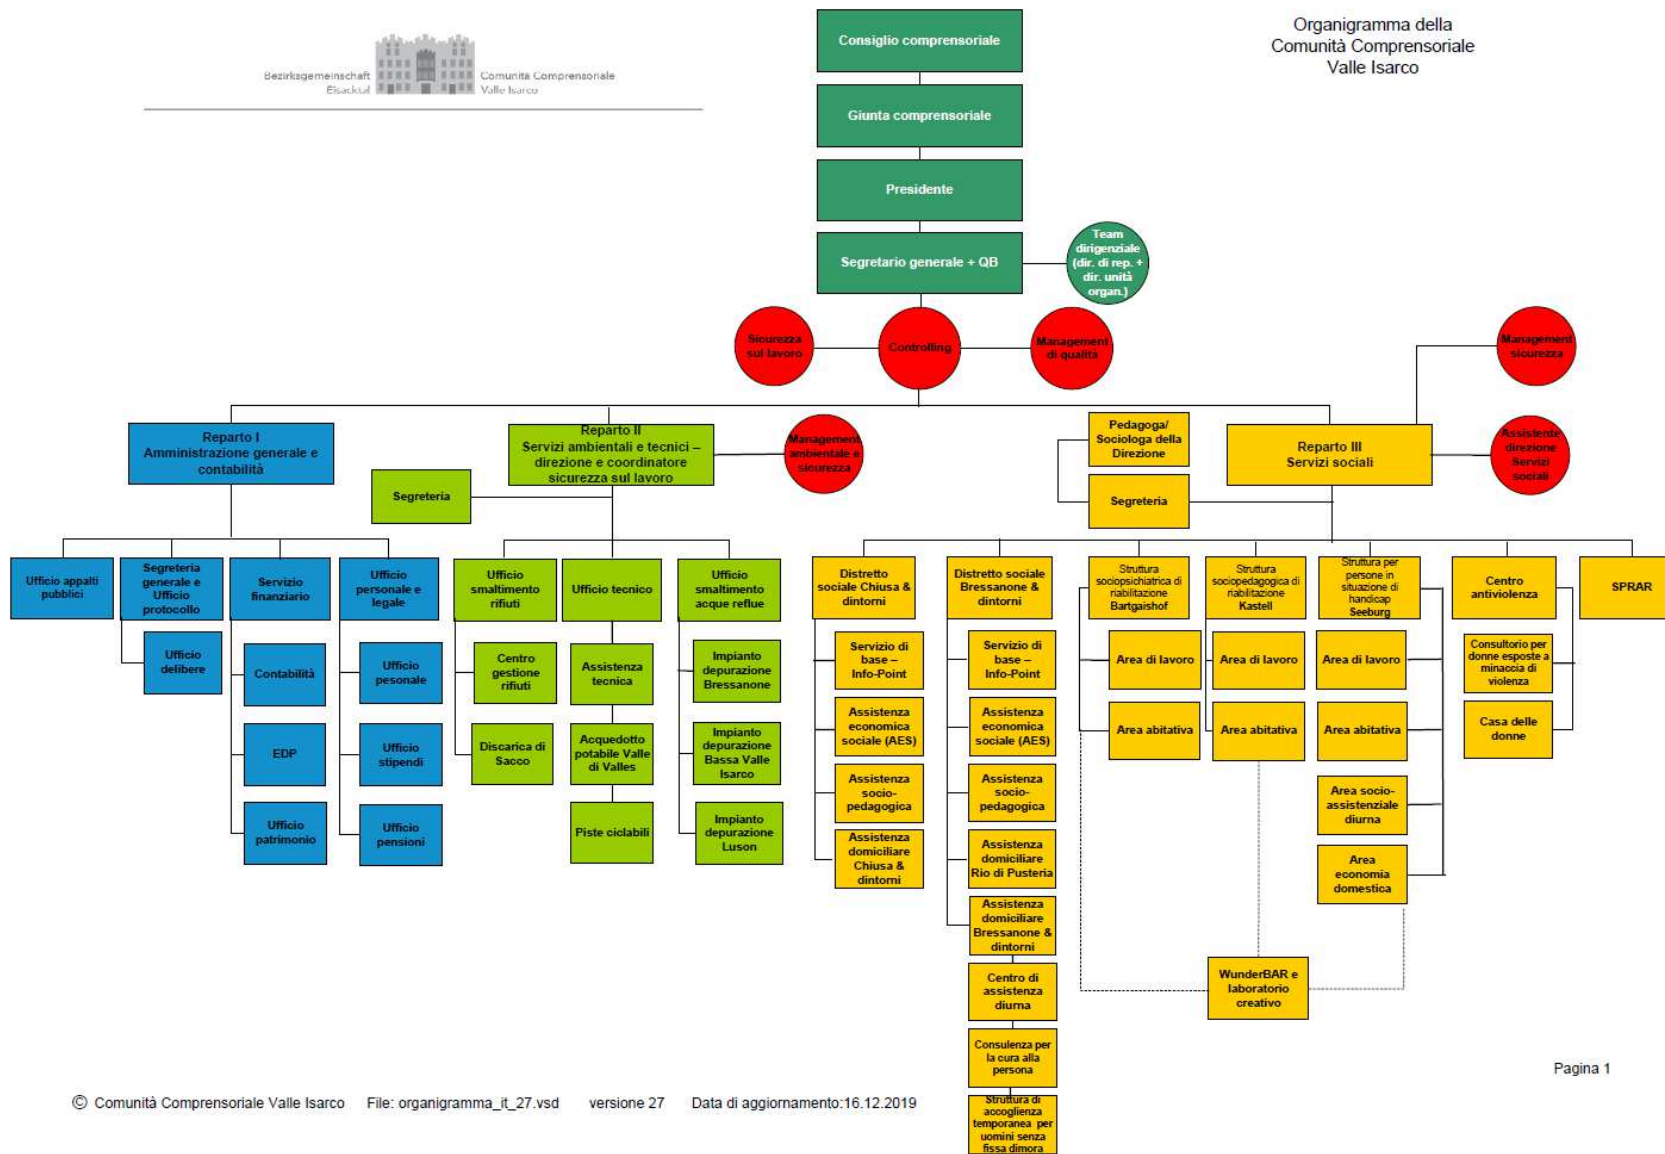 Organigramma della
Comunità Comprensoriale
Valle Isarco
Bezirksgemeinschaft
Eisacktal
Comunità Comprensoriale
Valle Isarco
Consiglio comprensoriale
Giunta comprensoriale
Presidente
Segretario generale + QB
Team
dirigenziale
(dir. di rep. +
dir. unità
organ.)
Sicurezza
sul lavoro
Controlling
Management
di qualità
Management
sicurezza
Reparto I
Amministrazione generale e
contabilità
Reparto II
Servizi ambientali e tecnici –
direzione e coordinatore
sicurezza sul lavoro
Management
ambientale e
sicurezza
Segreteria
Pedagoga/
Sociologa della
Direzione
Segreteria
Reparto III
Servizi sociali
Assistente
direzione
Servizi
sociali
Ufficio appalti
pubblici
Segreteria
generale e
Ufficio
protocollo
Servizio
finanziario
Ufficio
personale e
legale
Ufficio
delibere
Contabilità
EDP
Ufficio
patrimonio
Ufficio
pesonale
Ufficio
stipendi
Ufficio
pensioni
Ufficio
smaltimento
rifiuti
Ufficio tecnico
Ufficio
smaltimento
acque reflue
Centro
gestione
rifiuti
Discarica di
Sacco
Assistenza
tecnica
Acquedotto
potabile Valle
di Valles
Piste ciclabili
Impianto
depurazione
Bressanone
Impianto
depurazione
Bassa Valle
Isarco
Impianto
depurazione
Luson
Distretto
sociale Chiusa &
dintorni
Servizio di
base –
Info-Point
Assistenza
economica
sociale (AES)
Assistenza
socio-
pedagogica
Assistenza
domiciliare
Chiusa &
dintorni
Distretto sociale
Bressanone &
dintorni
Servizio di
base –
Info-Point
Assistenza
economica
sociale (AES)
Assistenza
socio-
pedagogica
Assistenza
domiciliare
Rio di Pusteria
Assistenza
domiciliare
Bressanone &
dintorni
Centro di
assistenza
diurna
Consulenza per
la cura alla
persona
Struttura di
accoglienza
temporanea per
uomini senza
fissa dimora
Struttura
sociopsichiatrica di
riabilitazione
Bartgaishof
Area di lavoro
Area abitativa
Struttura
sociopedagogica di
riabilitazione
Kastell
Area di lavoro
Area abitativa
Struttura per
persone in
situazione di
handicap
Seeburg
Area di lavoro
Area abitativa
Area socio-
assistenziale
diurna
Area
economia
domestica
WunderBAR e
laboratorio
creativo
Centro
antiviolenza
Consultorio per
donne esposte a
minaccia di
violenza
Casa delle
donne
SPRAR
Pagina 1
© Comunità Comprensoriale Valle Isarco File: organigramma_it_27.vsd versione 27 Data di aggiornamento:16.12.2019